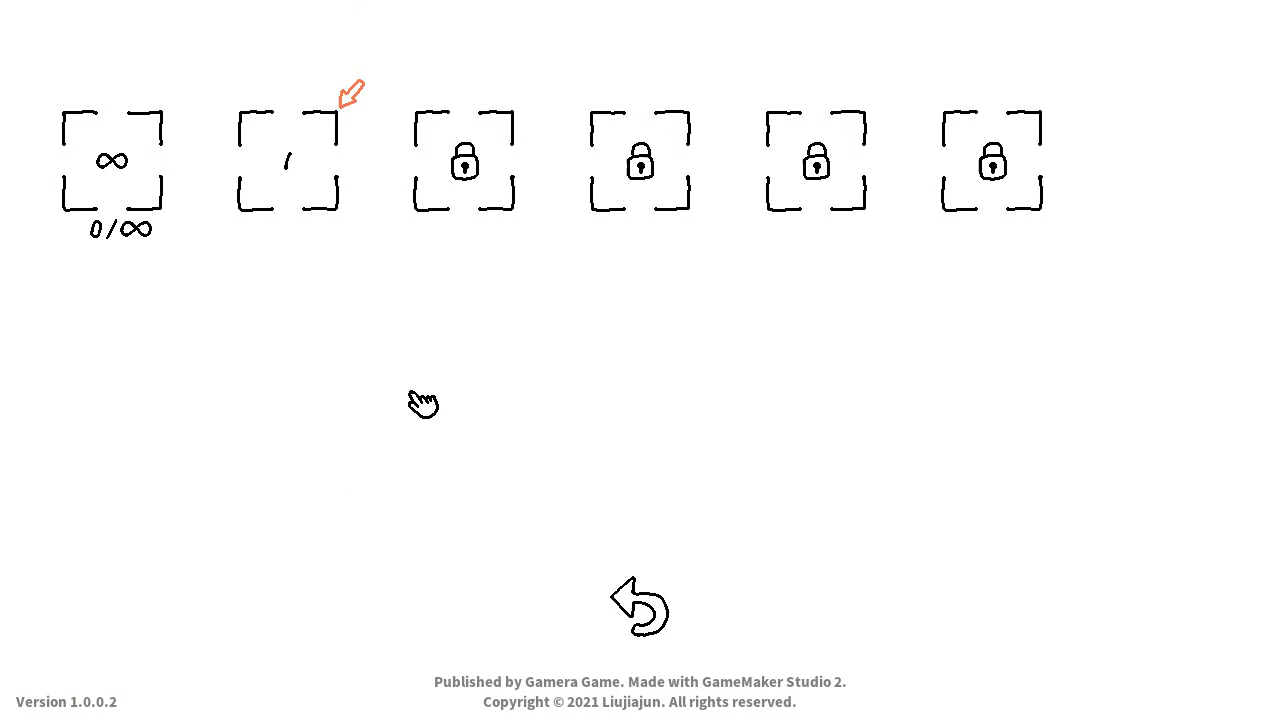 ∞ 1
0/∞
Published by Gamera Game. Made with GameMaker Studio 2.
Version 1.0.0.2 Copyright © 2021 Liujiajun. All rights reserved.